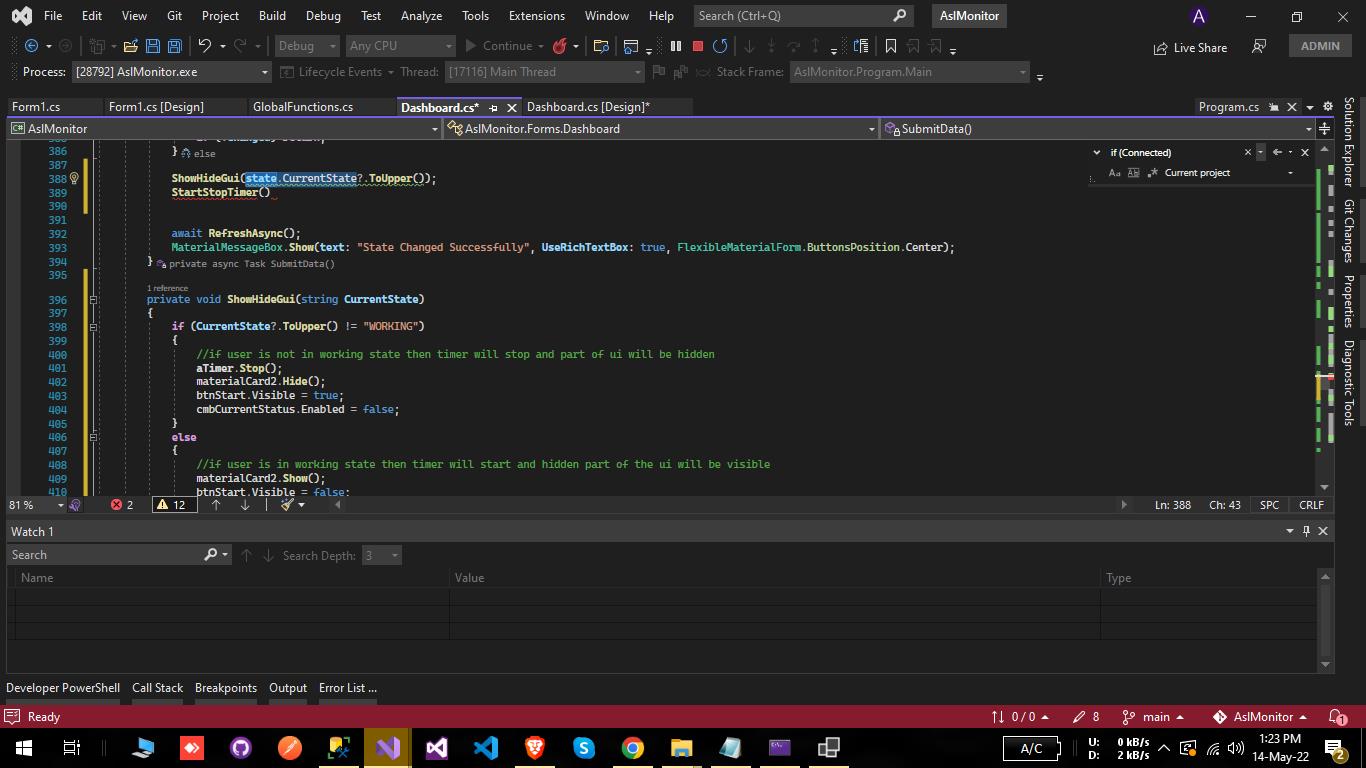 File Edit View Git Project Build Debug Test Analyze Tools Extensions Window Help Search (Ctrl+Q) AslMonitor A
Debug Any CPU Continue Live Share ADMIN
Process: [28792] AslMonitor.exe Lifecycle Events Thread: [17116] Main Thread Stack Frame: AslMonitor.Program.Main
Form1.cs Form1.cs [Design] GlobalFunctions.cs Dashboard.cs* Dashboard.cs [Design]* Program.cs
C# AslMonitor AslMonitor.Forms.Dashboard SubmitData()
386 } else
387
388 ShowHideGui(state.CurrentState?.ToUpper());
389 StartStopTimer()
390
391
392 await RefreshAsync();
393 MaterialMessageBox.Show(text: "State Changed Successfully", UseRichTextBox: true, FlexibleMaterialForm.ButtonsPosition.Center);
394 } private async Task SubmitData()
395
1 reference
396 private void ShowHideGui(string CurrentState)
397 {
398 if (CurrentState?.ToUpper() != "WORKING")
399 {
400 //if user is not in working state then timer will stop and part of ui will be hidden
401 aTimer.Stop();
402 materialCard2.Hide();
403 btnStart.Visible = true;
404 cmbCurrentStatus.Enabled = false;
405 }
406 else
407 {
408 //if user is in working state then timer will start and hidden part of the ui will be visible
409 materialCard2.Show();
410 btnStart.Visible = false;
if (Connected)
Aa Current project
Solution Explorer
Git Changes
Properties
Diagnostic Tools
81 % 2 12 Ln: 388 Ch: 43 SPC CRLF
Watch 1
Search Search Depth: 3
Name Value Type
Developer PowerShell Call Stack Breakpoints Output Error List ...
Ready 0 / 0 8 main AslMonitor 1
A/C U: 0 kB/s 1:23 PM
D: 2 kB/s 14-May-22 2